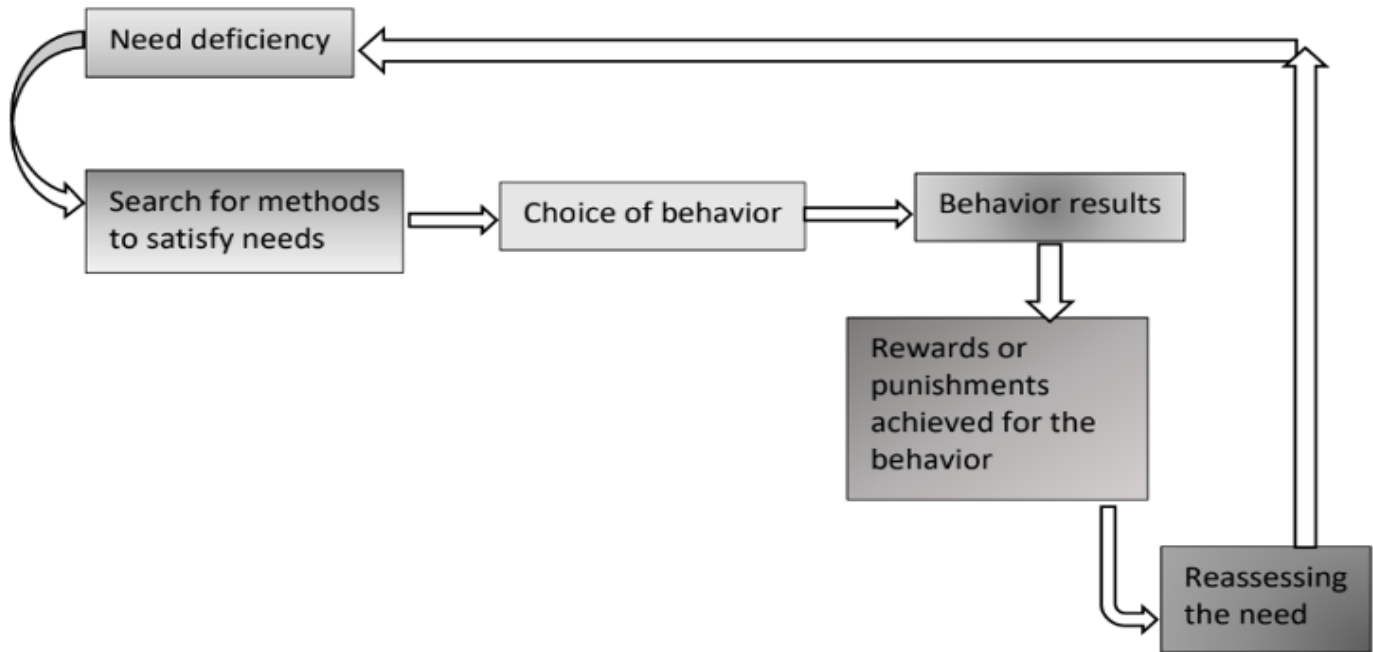 Need deficiency
Search for methods
to satisfy needs
Choice of behavior
Behavior results
Rewards or
punishments
achieved for the
behavior
Reassessing
the need